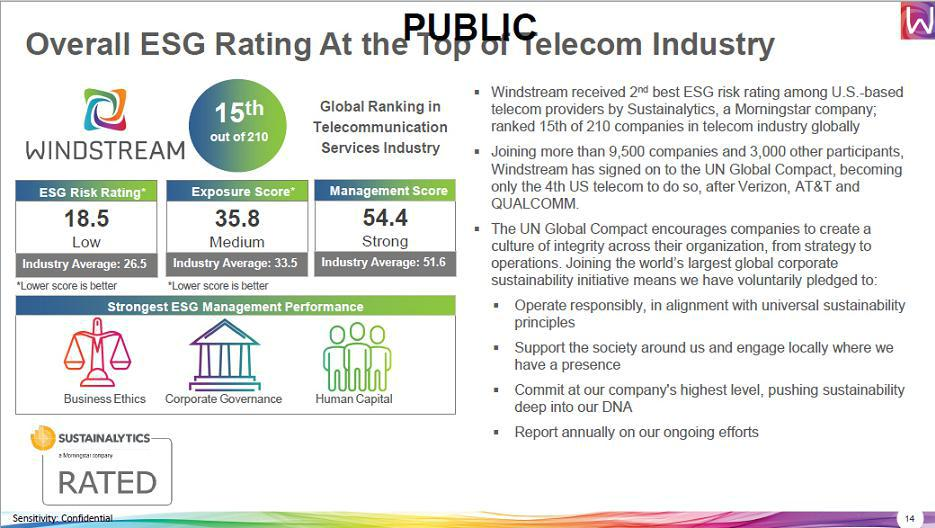 PUBLIC
Overall ESG Rating At the Top of Telecom Industry
W
WINDSTREAM
15th
out of 210
Global Ranking in
Telecommunication
Services Industry
ESG Risk Rating*
18.5
Low
Industry Average: 26.5
*Lower score is better
Exposure Score*
35.8
Medium
Industry Average: 33.5
*Lower score is better
Management Score
54.4
Strong
Industry Average: 51.6
Strongest ESG Management Performance
Business Ethics
Corporate Governance
Human Capital
SUSTAINALYTICS
a Morningstar company
RATED
▪ Windstream received 2nd best ESG risk rating among U.S.-based
telecom providers by Sustainalytics, a Morningstar company;
ranked 15th of 210 companies in telecom industry globally
▪ Joining more than 9,500 companies and 3,000 other participants,
Windstream has signed on to the UN Global Compact, becoming
only the 4th US telecom to do so, after Verizon, AT&T and
QUALCOMM.
▪ The UN Global Compact encourages companies to create a
culture of integrity across their organization, from strategy to
operations. Joining the world's largest global corporate
sustainability initiative means we have voluntarily pledged to:
▪ Operate responsibly, in alignment with universal sustainability
principles
▪ Support the society around us and engage locally where we
have a presence
▪ Commit at our company's highest level, pushing sustainability
deep into our DNA
▪ Report annually on our ongoing efforts
Sensitivity: Confidential
14